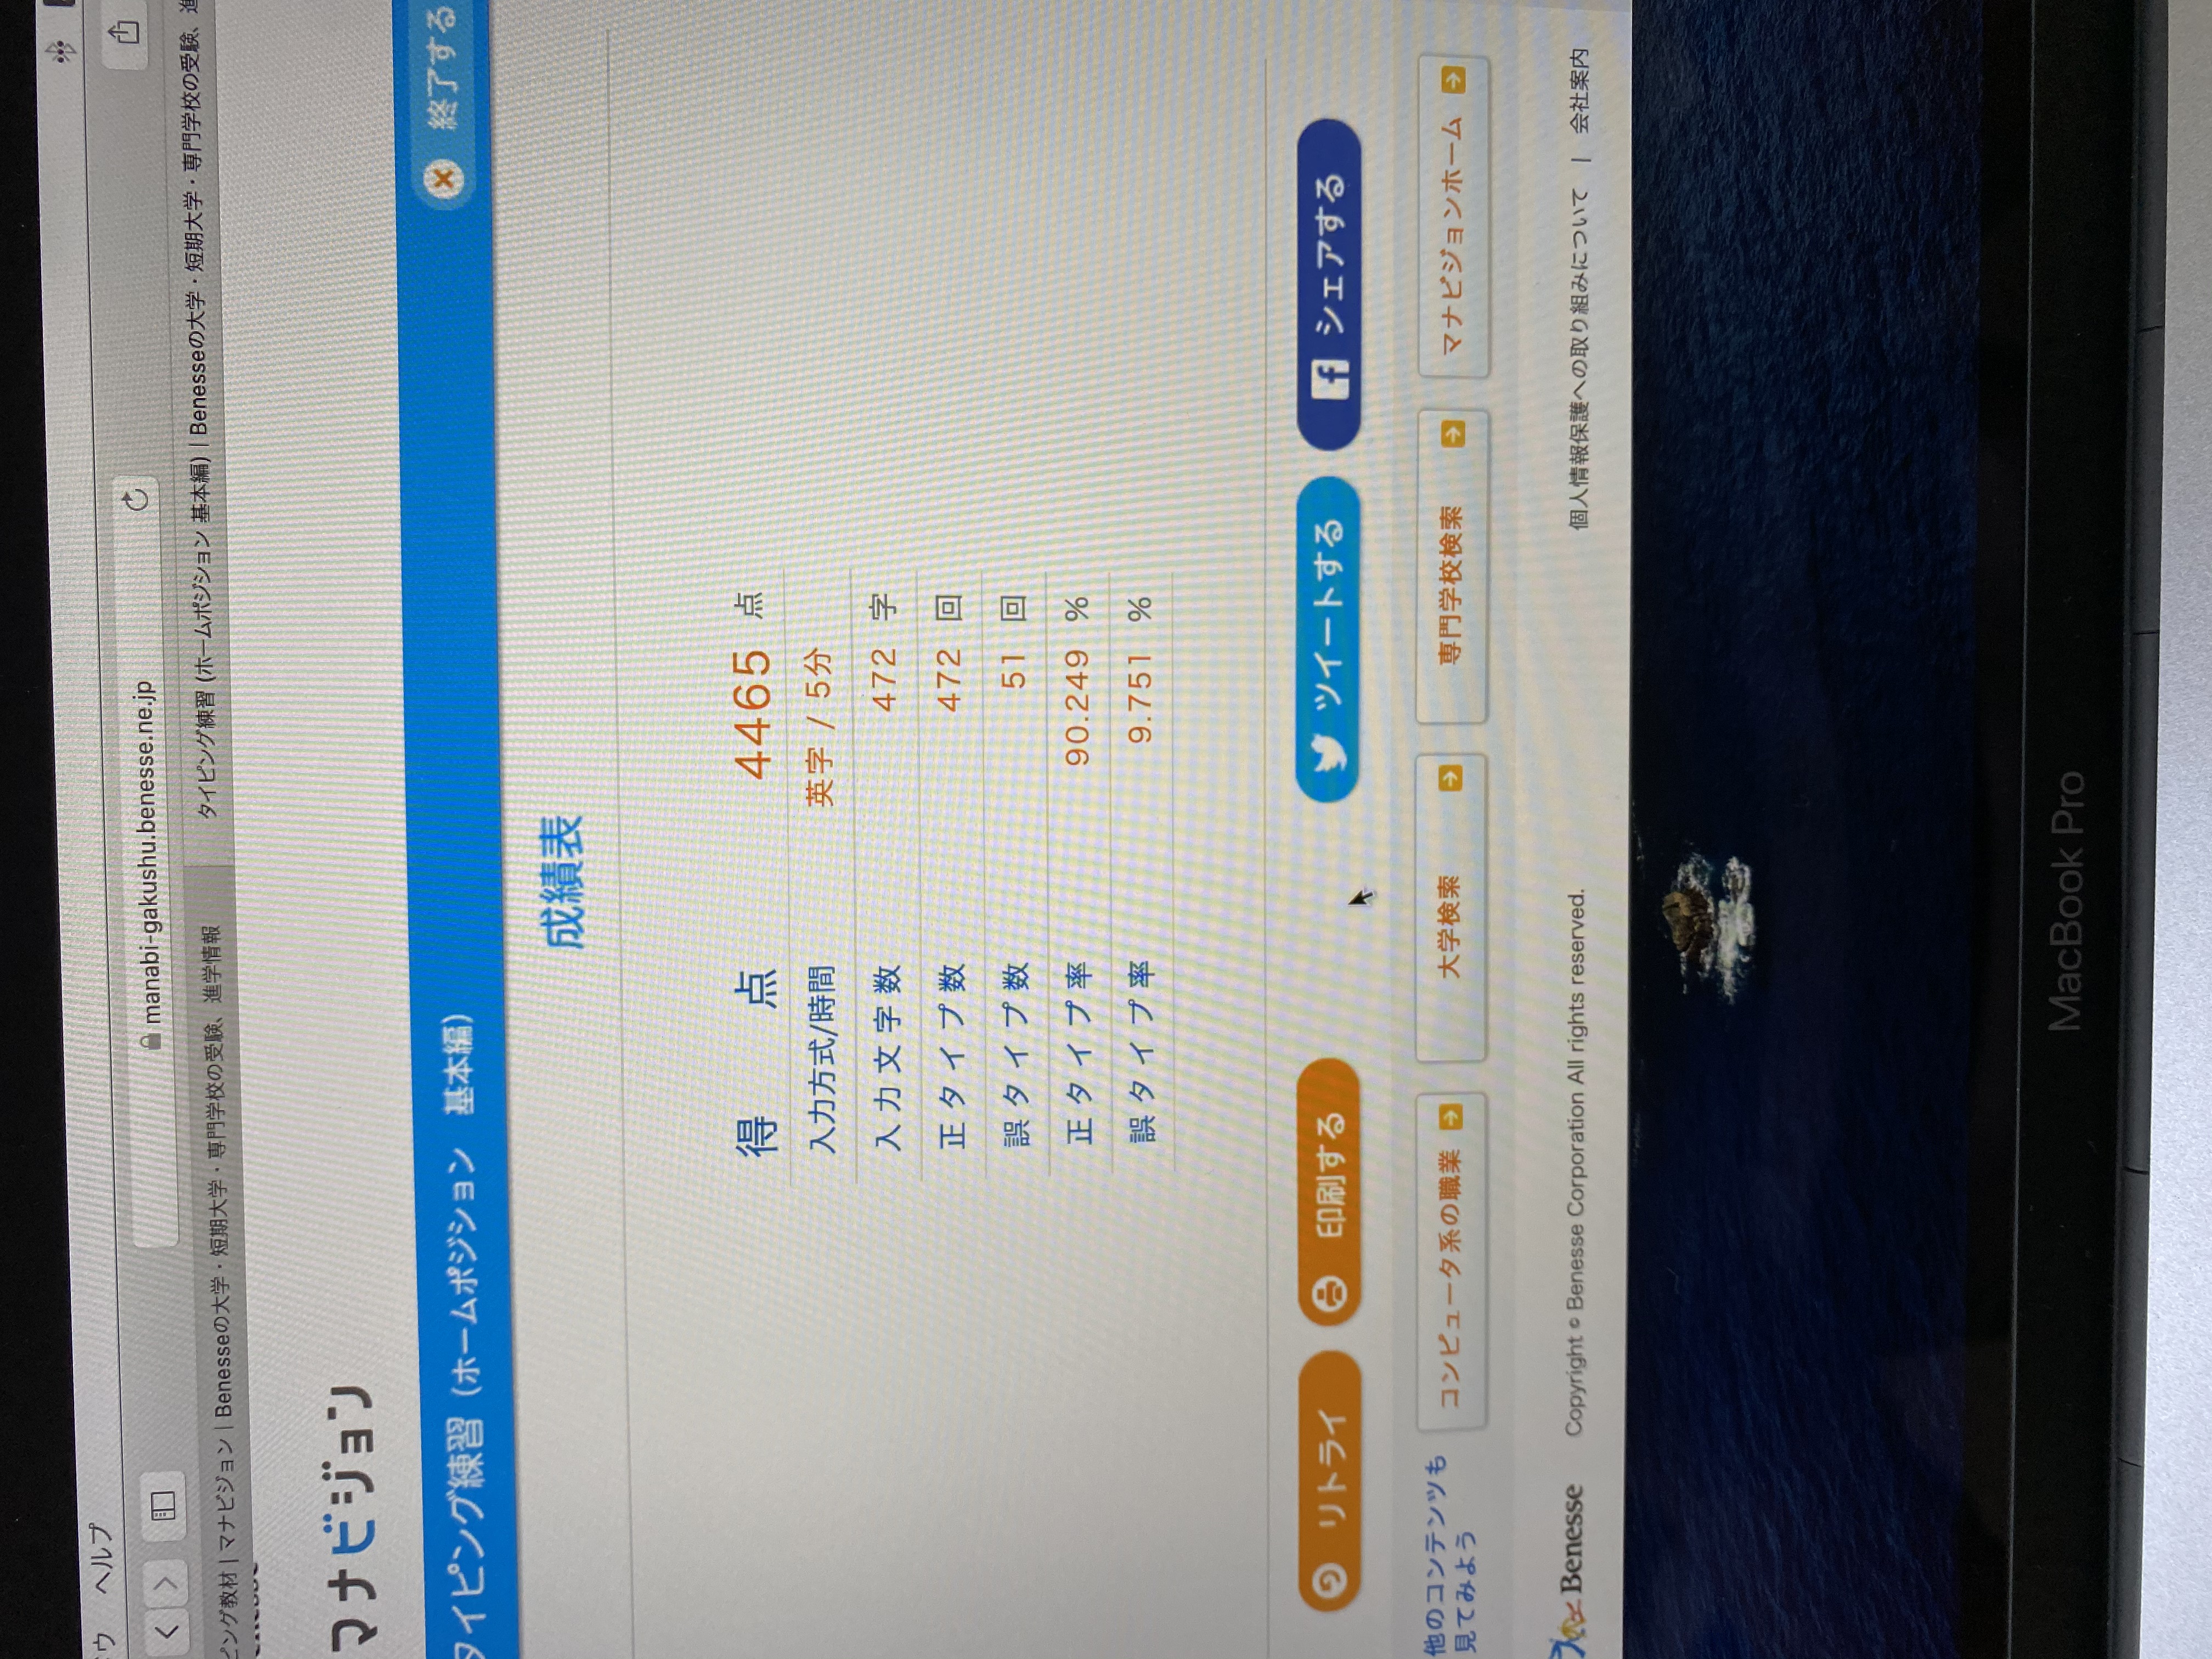 ヘルプ
manabi-gakushu.benesse.ne.jp
ピング教材 | マナビジョン | Benesseの大学・短期大学・専門学校の受験、進学情報
タイピング練習 (ホームポジション 基本編) | Benesseの大学・短期大学・専門学校の受験、進
マナビジョン
タイピング練習 (ホームポジション 基本編)
終了する
成績表
得 点 4465 点
入力方式/時間 英字 / 5分
入力文字数 472 字
正タイプ数 472 回
誤タイプ数 51 回
正タイプ率 90.249 %
誤タイプ率 9.751 %
リトライ
印刷する
ツイートする
シェアする
他のコンテンツも
見てみよう
コンピュータ系の職業
大学検索
専門学校検索
マナビジョンホーム
Benesse
Copyright © Benesse Corporation All rights reserved.
個人情報保護への取り組みについて | 会社案内
MacBook Pro